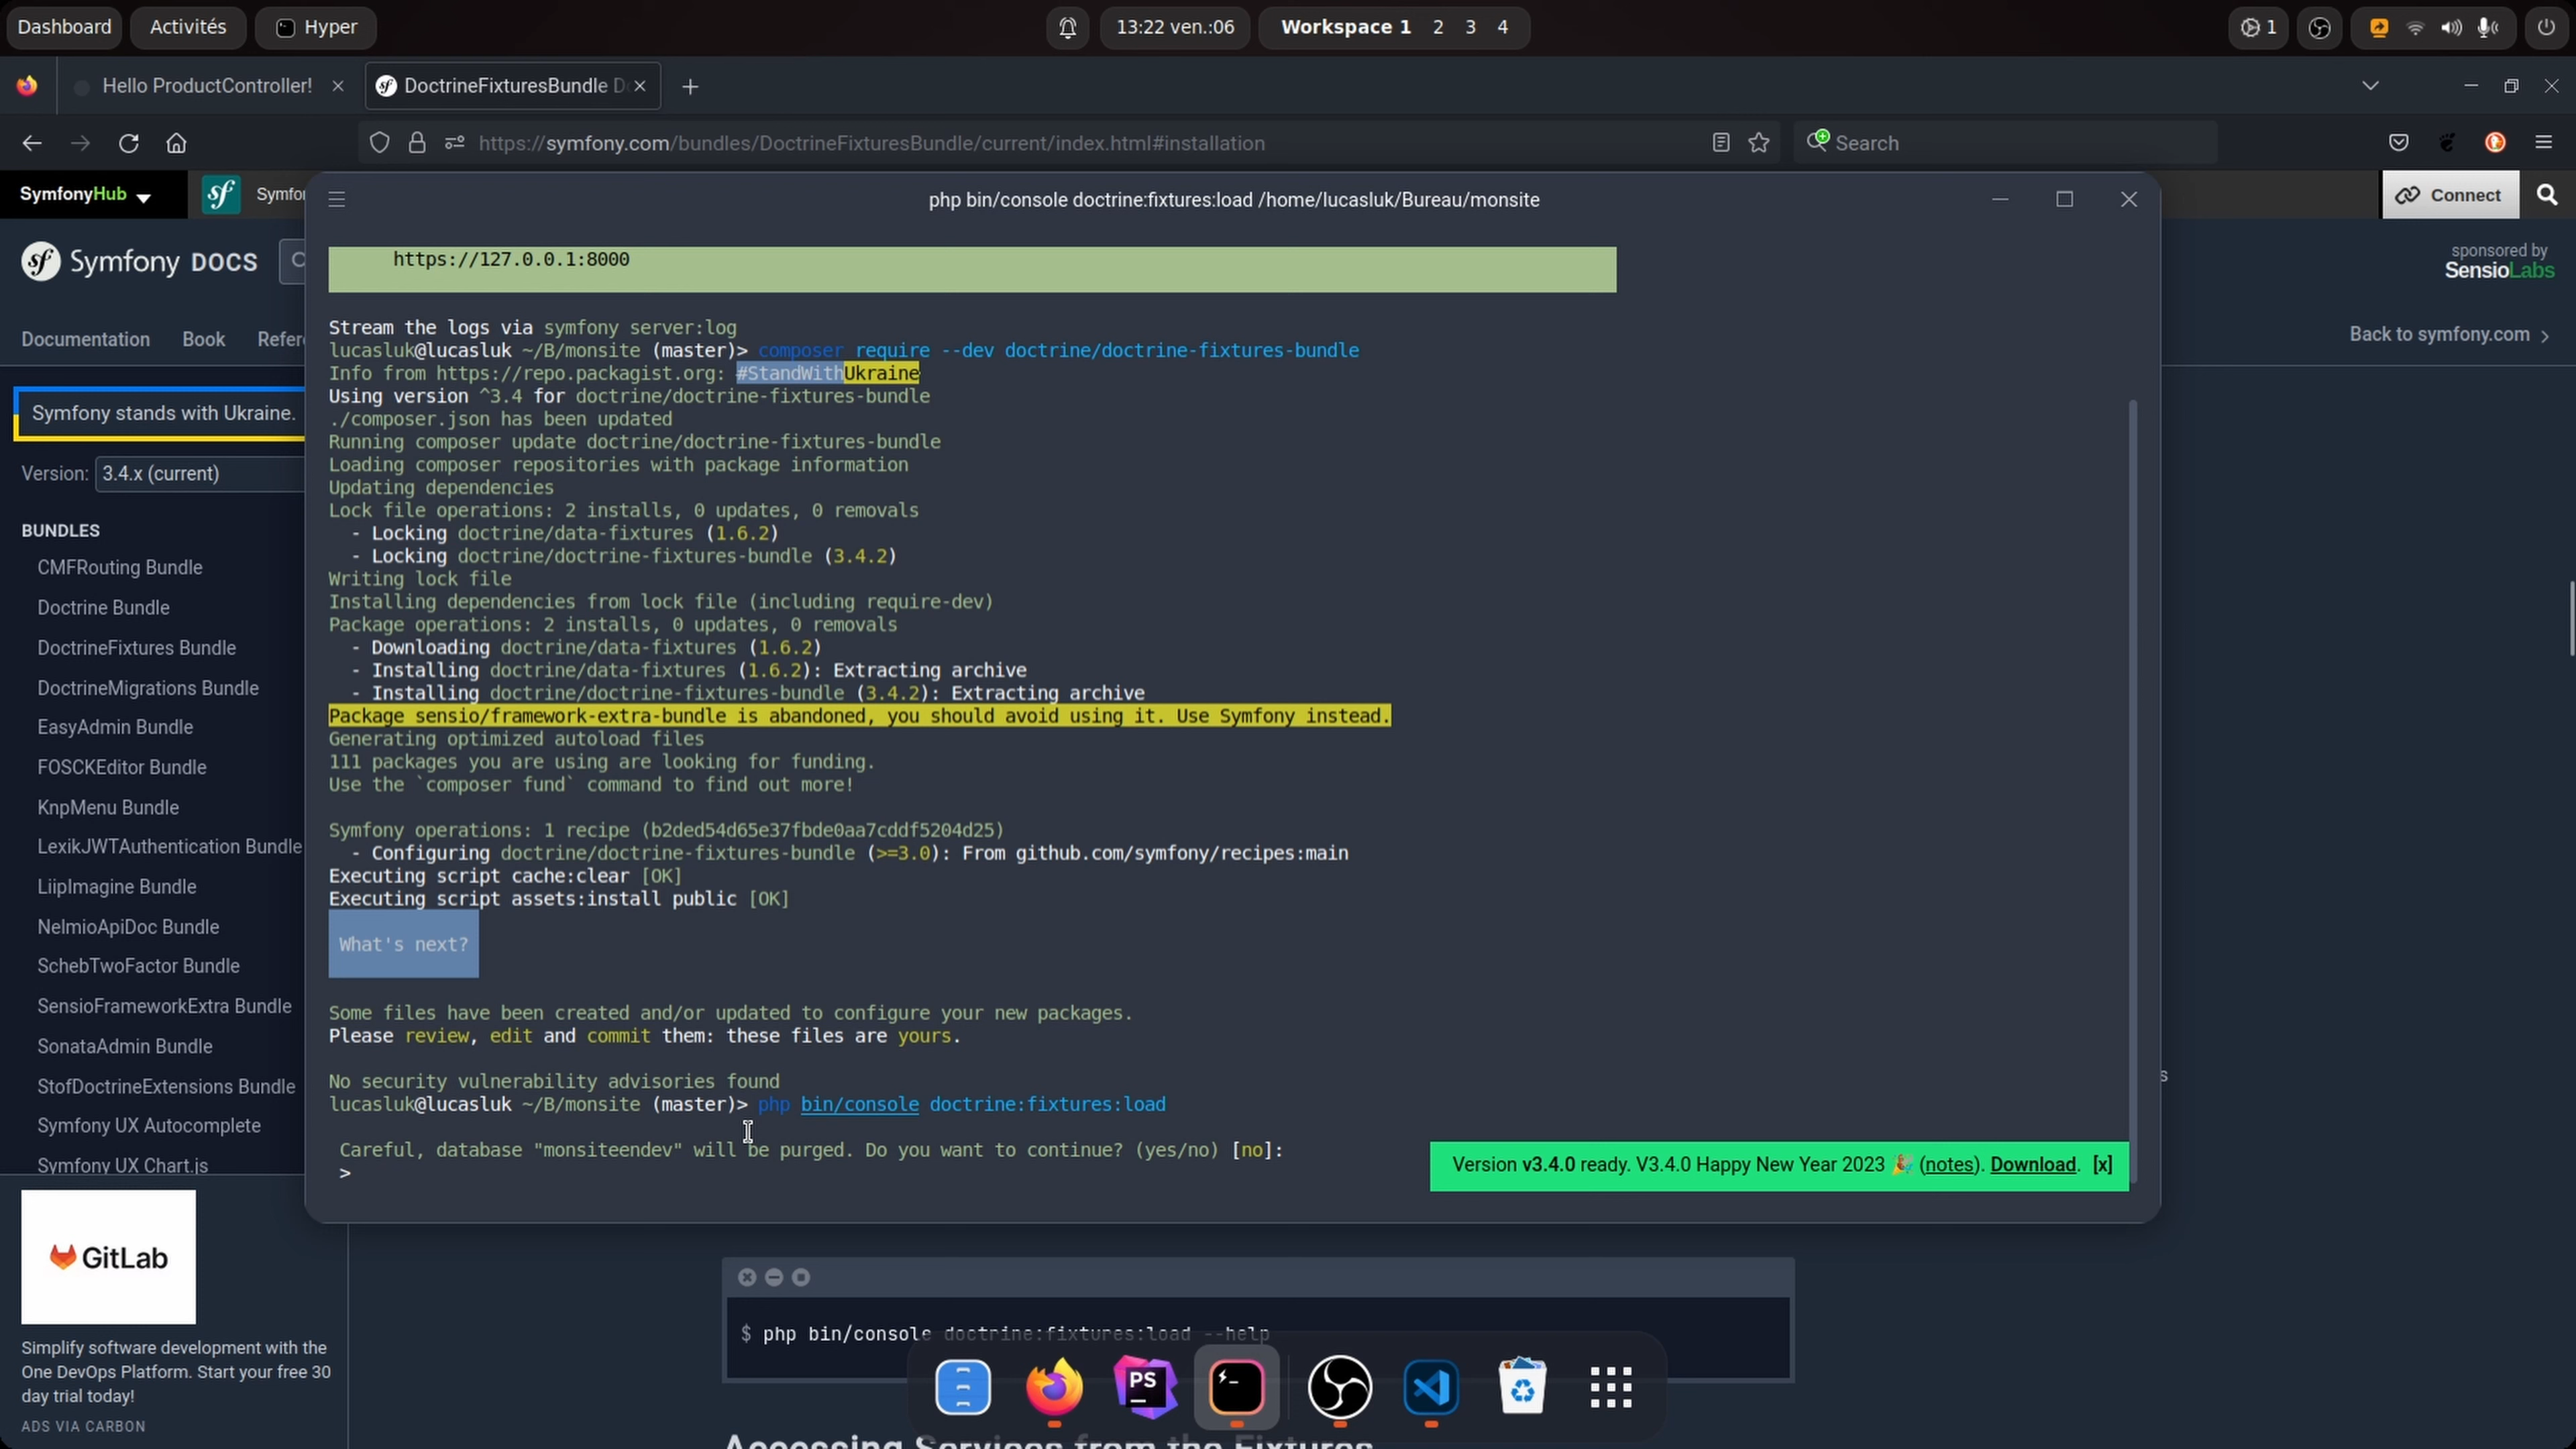 Dashboard
Activités
Hyper
13:22 ven.:06
Workspace 1 2 3 4
1
Hello ProductController!
DoctrineFixturesBundle D
https://symfony.com/bundles/DoctrineFixturesBundle/current/index.html#installation
Search
SymfonyHub
Connect
Symfony DOCS
sponsored by
SensioLabs
Documentation Book
Back to symfony.com
Symfony stands with Ukraine.
Version: 3.4.x (current)
BUNDLES
CMFRouting Bundle
Doctrine Bundle
DoctrineFixtures Bundle
DoctrineMigrations Bundle
EasyAdmin Bundle
FOSCKEditor Bundle
KnpMenu Bundle
LexikJWTAuthentication Bundle
LiipImagine Bundle
NelmioApiDoc Bundle
SchebTwoFactor Bundle
SensioFrameworkExtra Bundle
SonataAdmin Bundle
StofDoctrineExtensions Bundle
Symfony UX Autocomplete
Symfony UX Chart.js
GitLab
Simplify software development with the
One DevOps Platform. Start your free 30
day trial today!
ADS VIA CARBON
php bin/console doctrine:fixtures:load /home/lucasluk/Bureau/monsite
https://127.0.0.1:8000
Stream the logs via symfony server:log
lucasluk@lucasluk ~/B/monsite (master)> composer require --dev doctrine/doctrine-fixtures-bundle
Info from https://repo.packagist.org: #StandWithUkraine
Using version ^3.4 for doctrine/doctrine-fixtures-bundle
./composer.json has been updated
Running composer update doctrine/doctrine-fixtures-bundle
Loading composer repositories with package information
Updating dependencies
Lock file operations: 2 installs, 0 updates, 0 removals
- Locking doctrine/data-fixtures (1.6.2)
- Locking doctrine/doctrine-fixtures-bundle (3.4.2)
Writing lock file
Installing dependencies from lock file (including require-dev)
Package operations: 2 installs, 0 updates, 0 removals
- Downloading doctrine/data-fixtures (1.6.2)
- Installing doctrine/data-fixtures (1.6.2): Extracting archive
- Installing doctrine/doctrine-fixtures-bundle (3.4.2): Extracting archive
Package sensio/framework-extra-bundle is abandoned, you should avoid using it. Use Symfony instead.
Generating optimized autoload files
111 packages you are using are looking for funding.
Use the `composer fund` command to find out more!
Symfony operations: 1 recipe (b2ded54d65e37fbde0aa7cddf5204d25)
- Configuring doctrine/doctrine-fixtures-bundle (>=3.0): From github.com/symfony/recipes:main
Executing script cache:clear [OK]
Executing script assets:install public [OK]
What's next?
Some files have been created and/or updated to configure your new packages.
Please review, edit and commit them: these files are yours.
No security vulnerability advisories found
lucasluk@lucasluk ~/B/monsite (master)> php bin/console doctrine:fixtures:load
Careful, database "monsiteendev" will be purged. Do you want to continue? (yes/no) [no]:
>
Version v3.4.0 ready. V3.4.0 Happy New Year 2023 🎉 (notes). Download. [x]
$ php bin/console doctrine:fixtures:load --help
PS
Accessing Services from the Fixtures